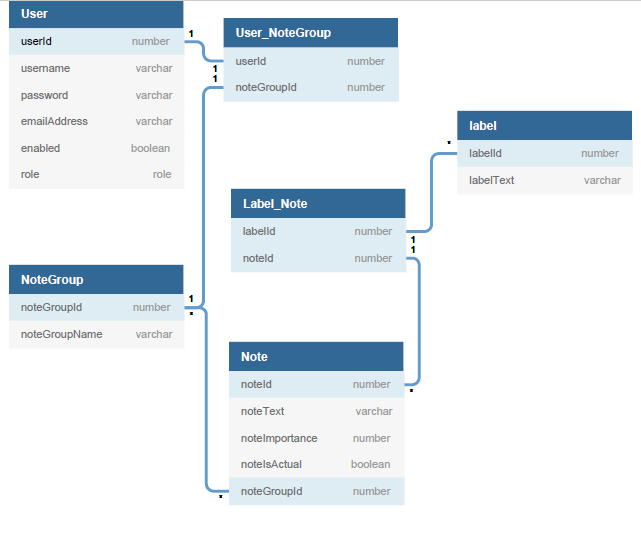 User
userId number
username varchar
password varchar
emailAddress varchar
enabled boolean
role role
1
User_NoteGroup
userId number
noteGroupId number
1
1
label
labelId number
labelText varchar
*
Label_Note
labelId number
noteId number
1
1
NoteGroup
noteGroupId number
noteGroupName varchar
1
*
Note
noteId number
noteText varchar
noteImportance number
noteIsActual boolean
noteGroupId number
*
*